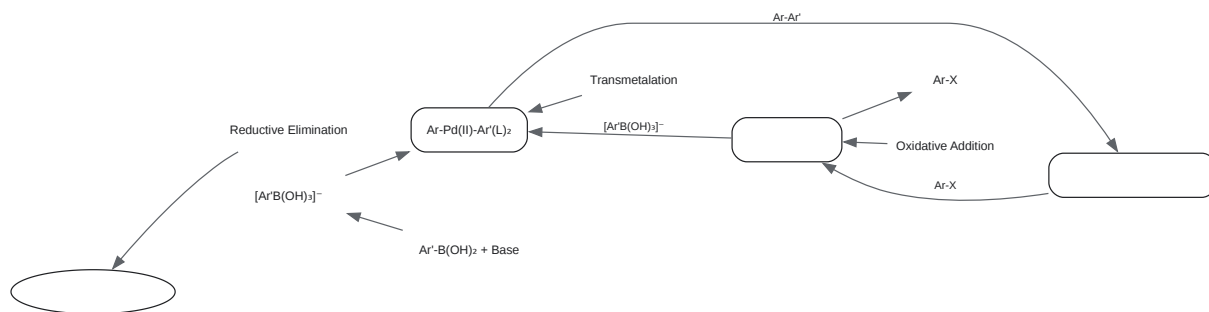 Ar-Ar'
Transmetalation
Ar-X
[Ar'B(OH)₃]⁻
Reductive Elimination
Ar-Pd(II)-Ar'(L)₂
Oxidative Addition
Ar-X
[Ar'B(OH)₃]⁻
Ar'-B(OH)₂ + Base